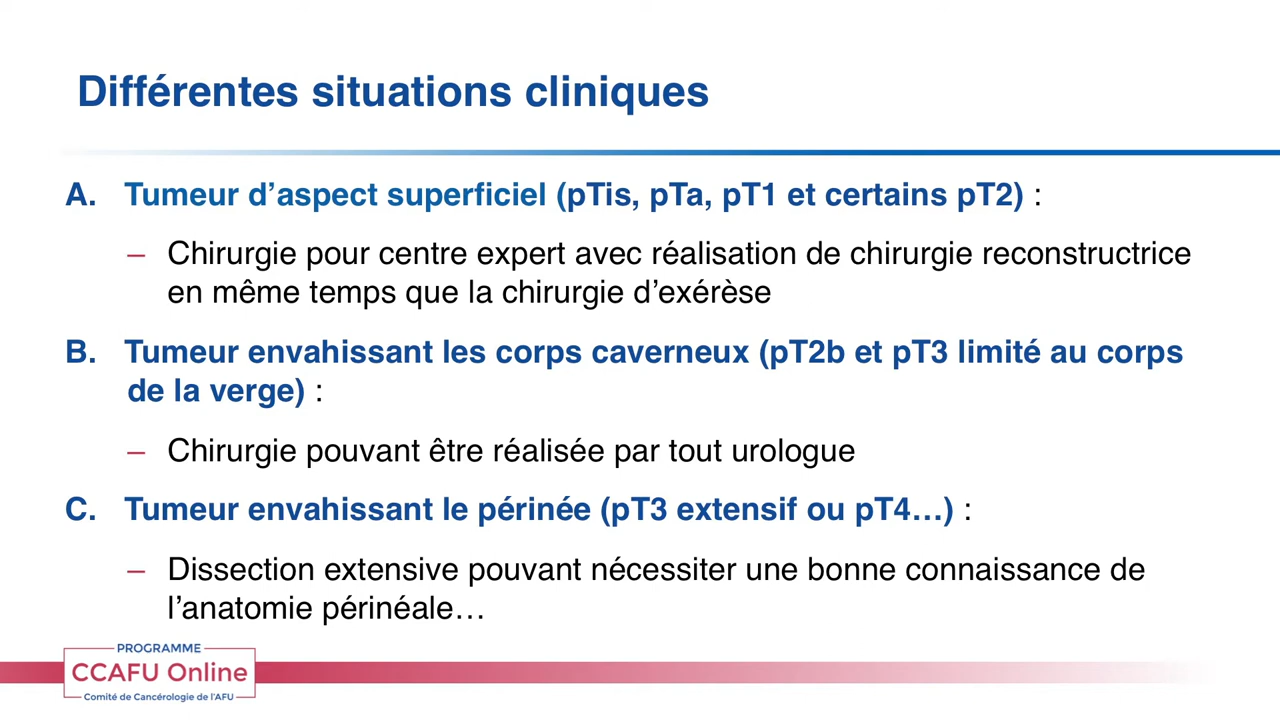 Différentes situations cliniques
A. Tumeur d’aspect superficiel (pTis, pTa, pT1 et certains pT2) :
– Chirurgie pour centre expert avec réalisation de chirurgie reconstructrice
en même temps que la chirurgie d’exérèse
B. Tumeur envahissant les corps caverneux (pT2b et pT3 limité au corps
de la verge) :
– Chirurgie pouvant être réalisée par tout urologue
C. Tumeur envahissant le périnée (pT3 extensif ou pT4…) :
– Dissection extensive pouvant nécessiter une bonne connaissance de
l’anatomie périnéale…
PROGRAMME
CCAFU Online
Comité de Cancérologie de l'AFU